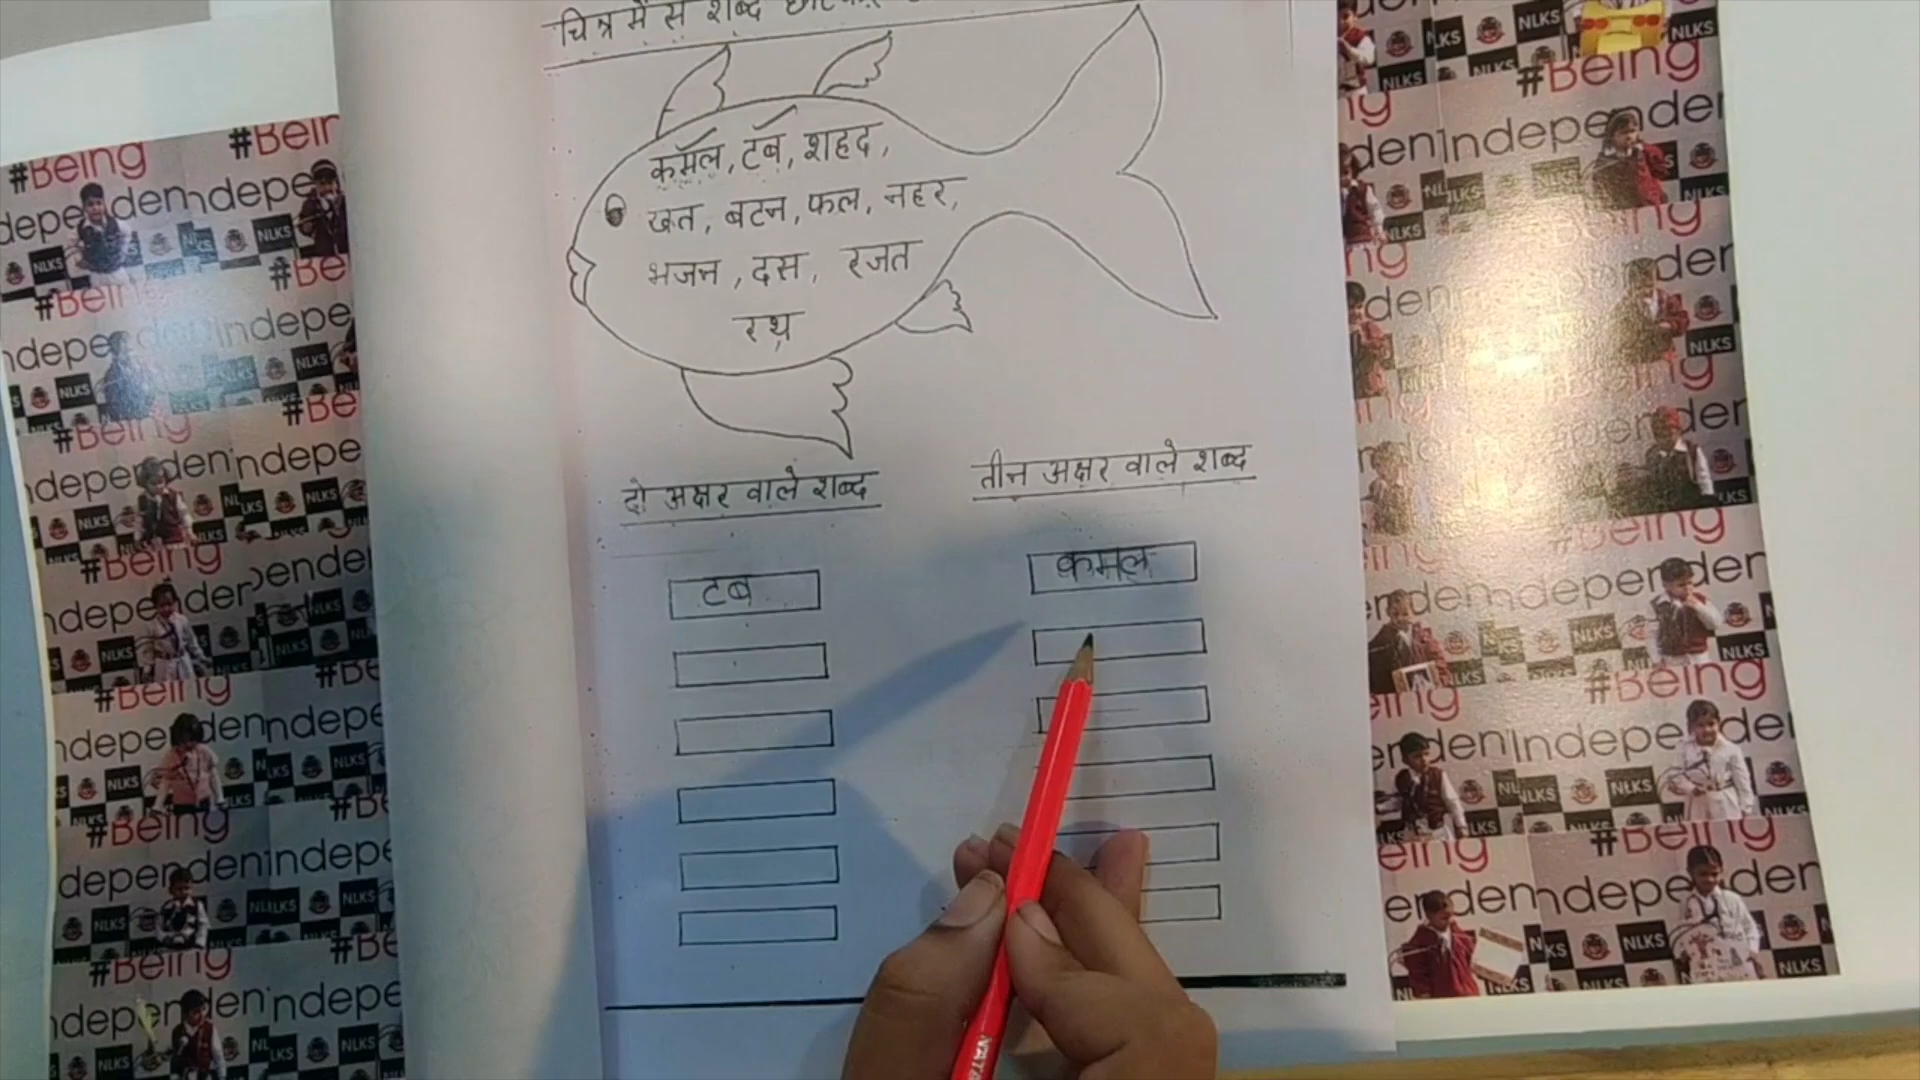 चित्र में से शब्द छाँटकर
कमल, टब, शहद,
खत, बटन, फल, नहर,
भजन, दस, रजत
रथ
दो अक्षर वाले शब्द
तीन अक्षर वाले शब्द
टब
कमल
#Being
Independent
NLKS